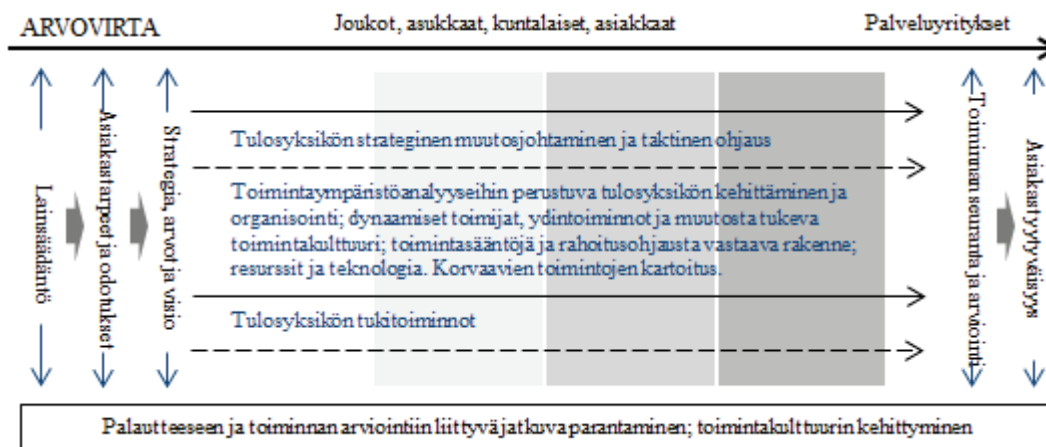 ARVOVIRTA
Joukot, asukkaat, kuntalaiset, asiakkaat
Palveluyritykset
Lainsäädäntö
Asiakastarpeet ja odotukset
Strategia, arvot ja visio
Tulosyksikön strateginen muutosjohtaminen ja taktinen ohjaus
Toimintaympäristöanalyyseihin perustuva tulosyksikön kehittäminen ja
organisointi; dynaamiset toimijat, ydintoiminnot ja muutosta tukeva
toimintakulttuuri; toimintasääntöjä ja rahoitusohjausta vastaava rakenne;
resurssit ja teknologia. Korvaavien toimintojen kartoitus.
Tulosyksikön tukitoiminnot
Toiminnan seuranta ja arviointi
Asiakastyytyväisyys
Palautteeseen ja toiminnan arviointiin liittyvä jatkuva parantaminen; toimintakulttuurin kehittyminen